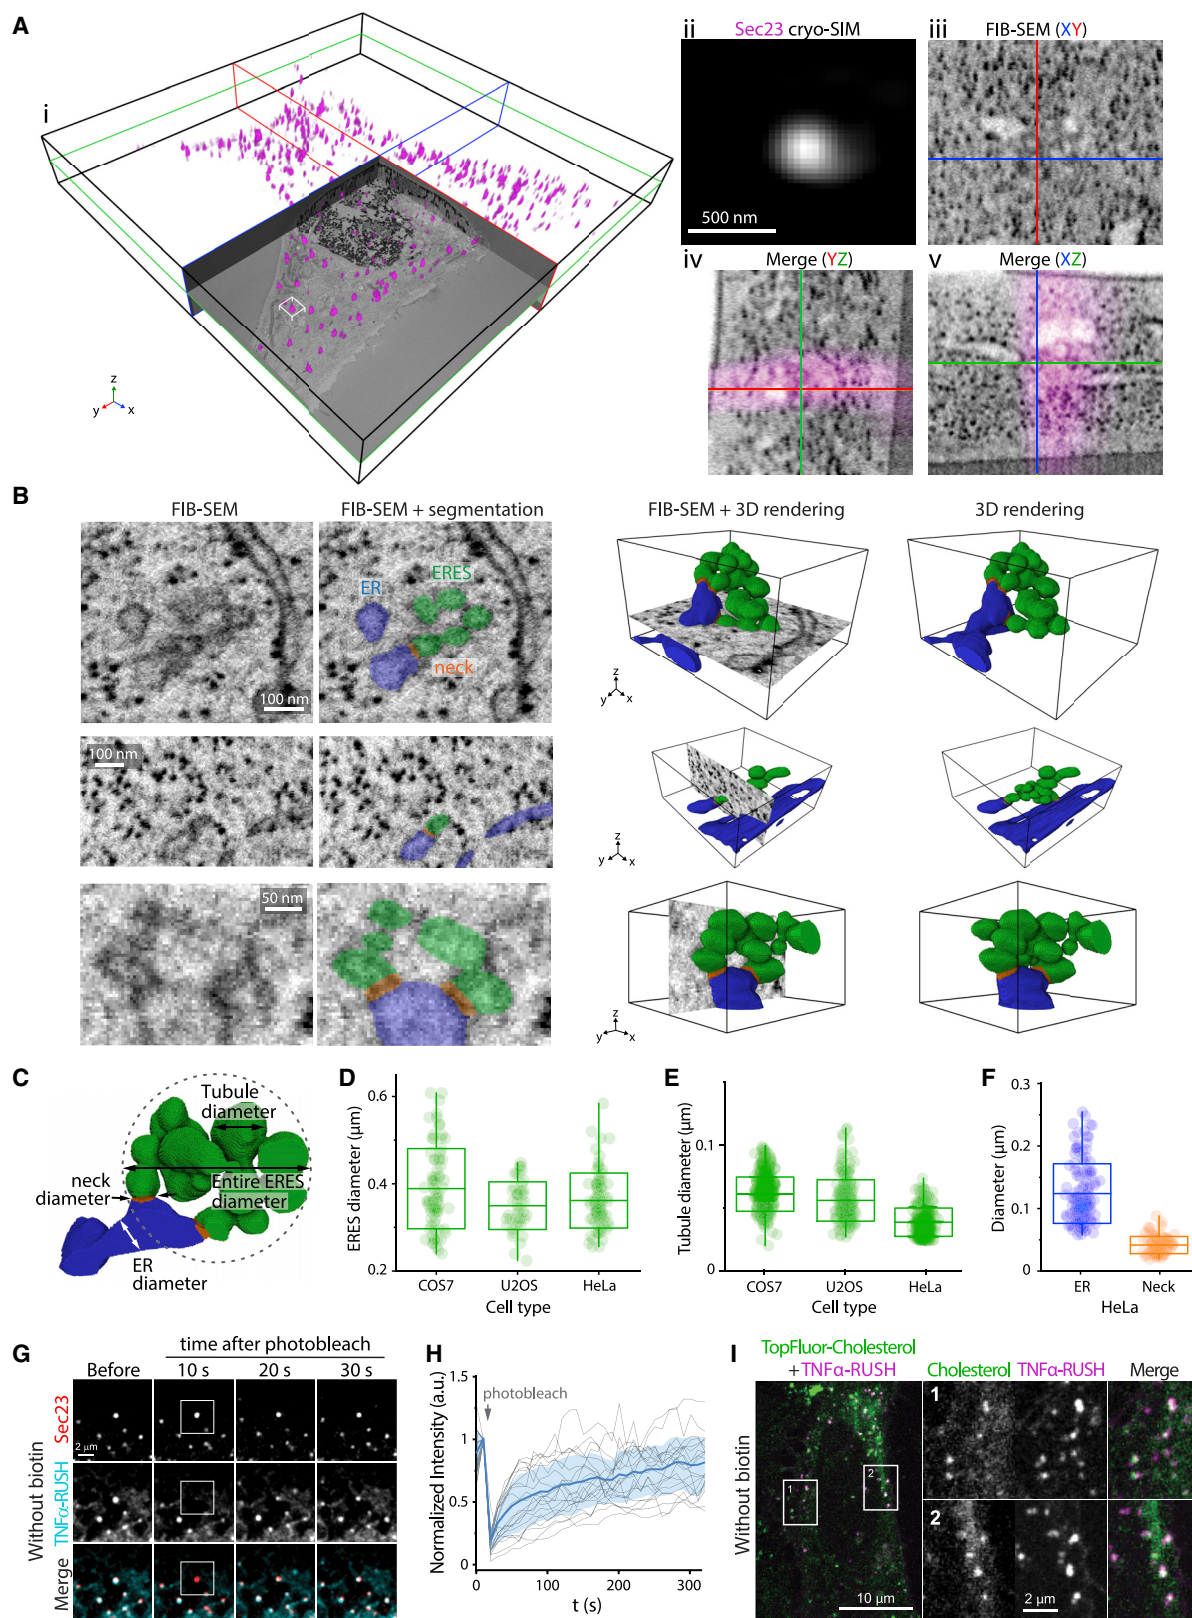 A
i
z
y
x
ii
Sec23 cryo-SIM
500 nm
iii
FIB-SEM (XY)
iv
Merge (YZ)
v
Merge (XZ)
B
FIB-SEM
FIB-SEM + segmentation
FIB-SEM + 3D rendering
3D rendering
ER
ERES
neck
100 nm
z
y
x
100 nm
z
y
x
50 nm
z
y
x
C
Tubule
diameter
neck
diameter
Entire ERES
diameter
ER
diameter
D
ERES diameter (µm)
0.6
0.4
0.2
COS7
U2OS
HeLa
Cell type
E
Tubule diameter (µm)
0.1
0
COS7
U2OS
HeLa
Cell type
F
Diameter (µm)
0.3
0.2
0.1
0
ER
Neck
HeLa
G
time after photobleach
Before
10 s
20 s
30 s
Without biotin
Sec23
TNFα-RUSH
Merge
2 µm
H
Normalized Intensity (a.u.)
1.5
1
0.5
0
photobleach
0
100
200
300
t (s)
I
TopFluor-Cholesterol
+TNFα-RUSH
Cholesterol
TNFα-RUSH
Merge
Without biotin
1
2
10 µm
1
2
2 µm